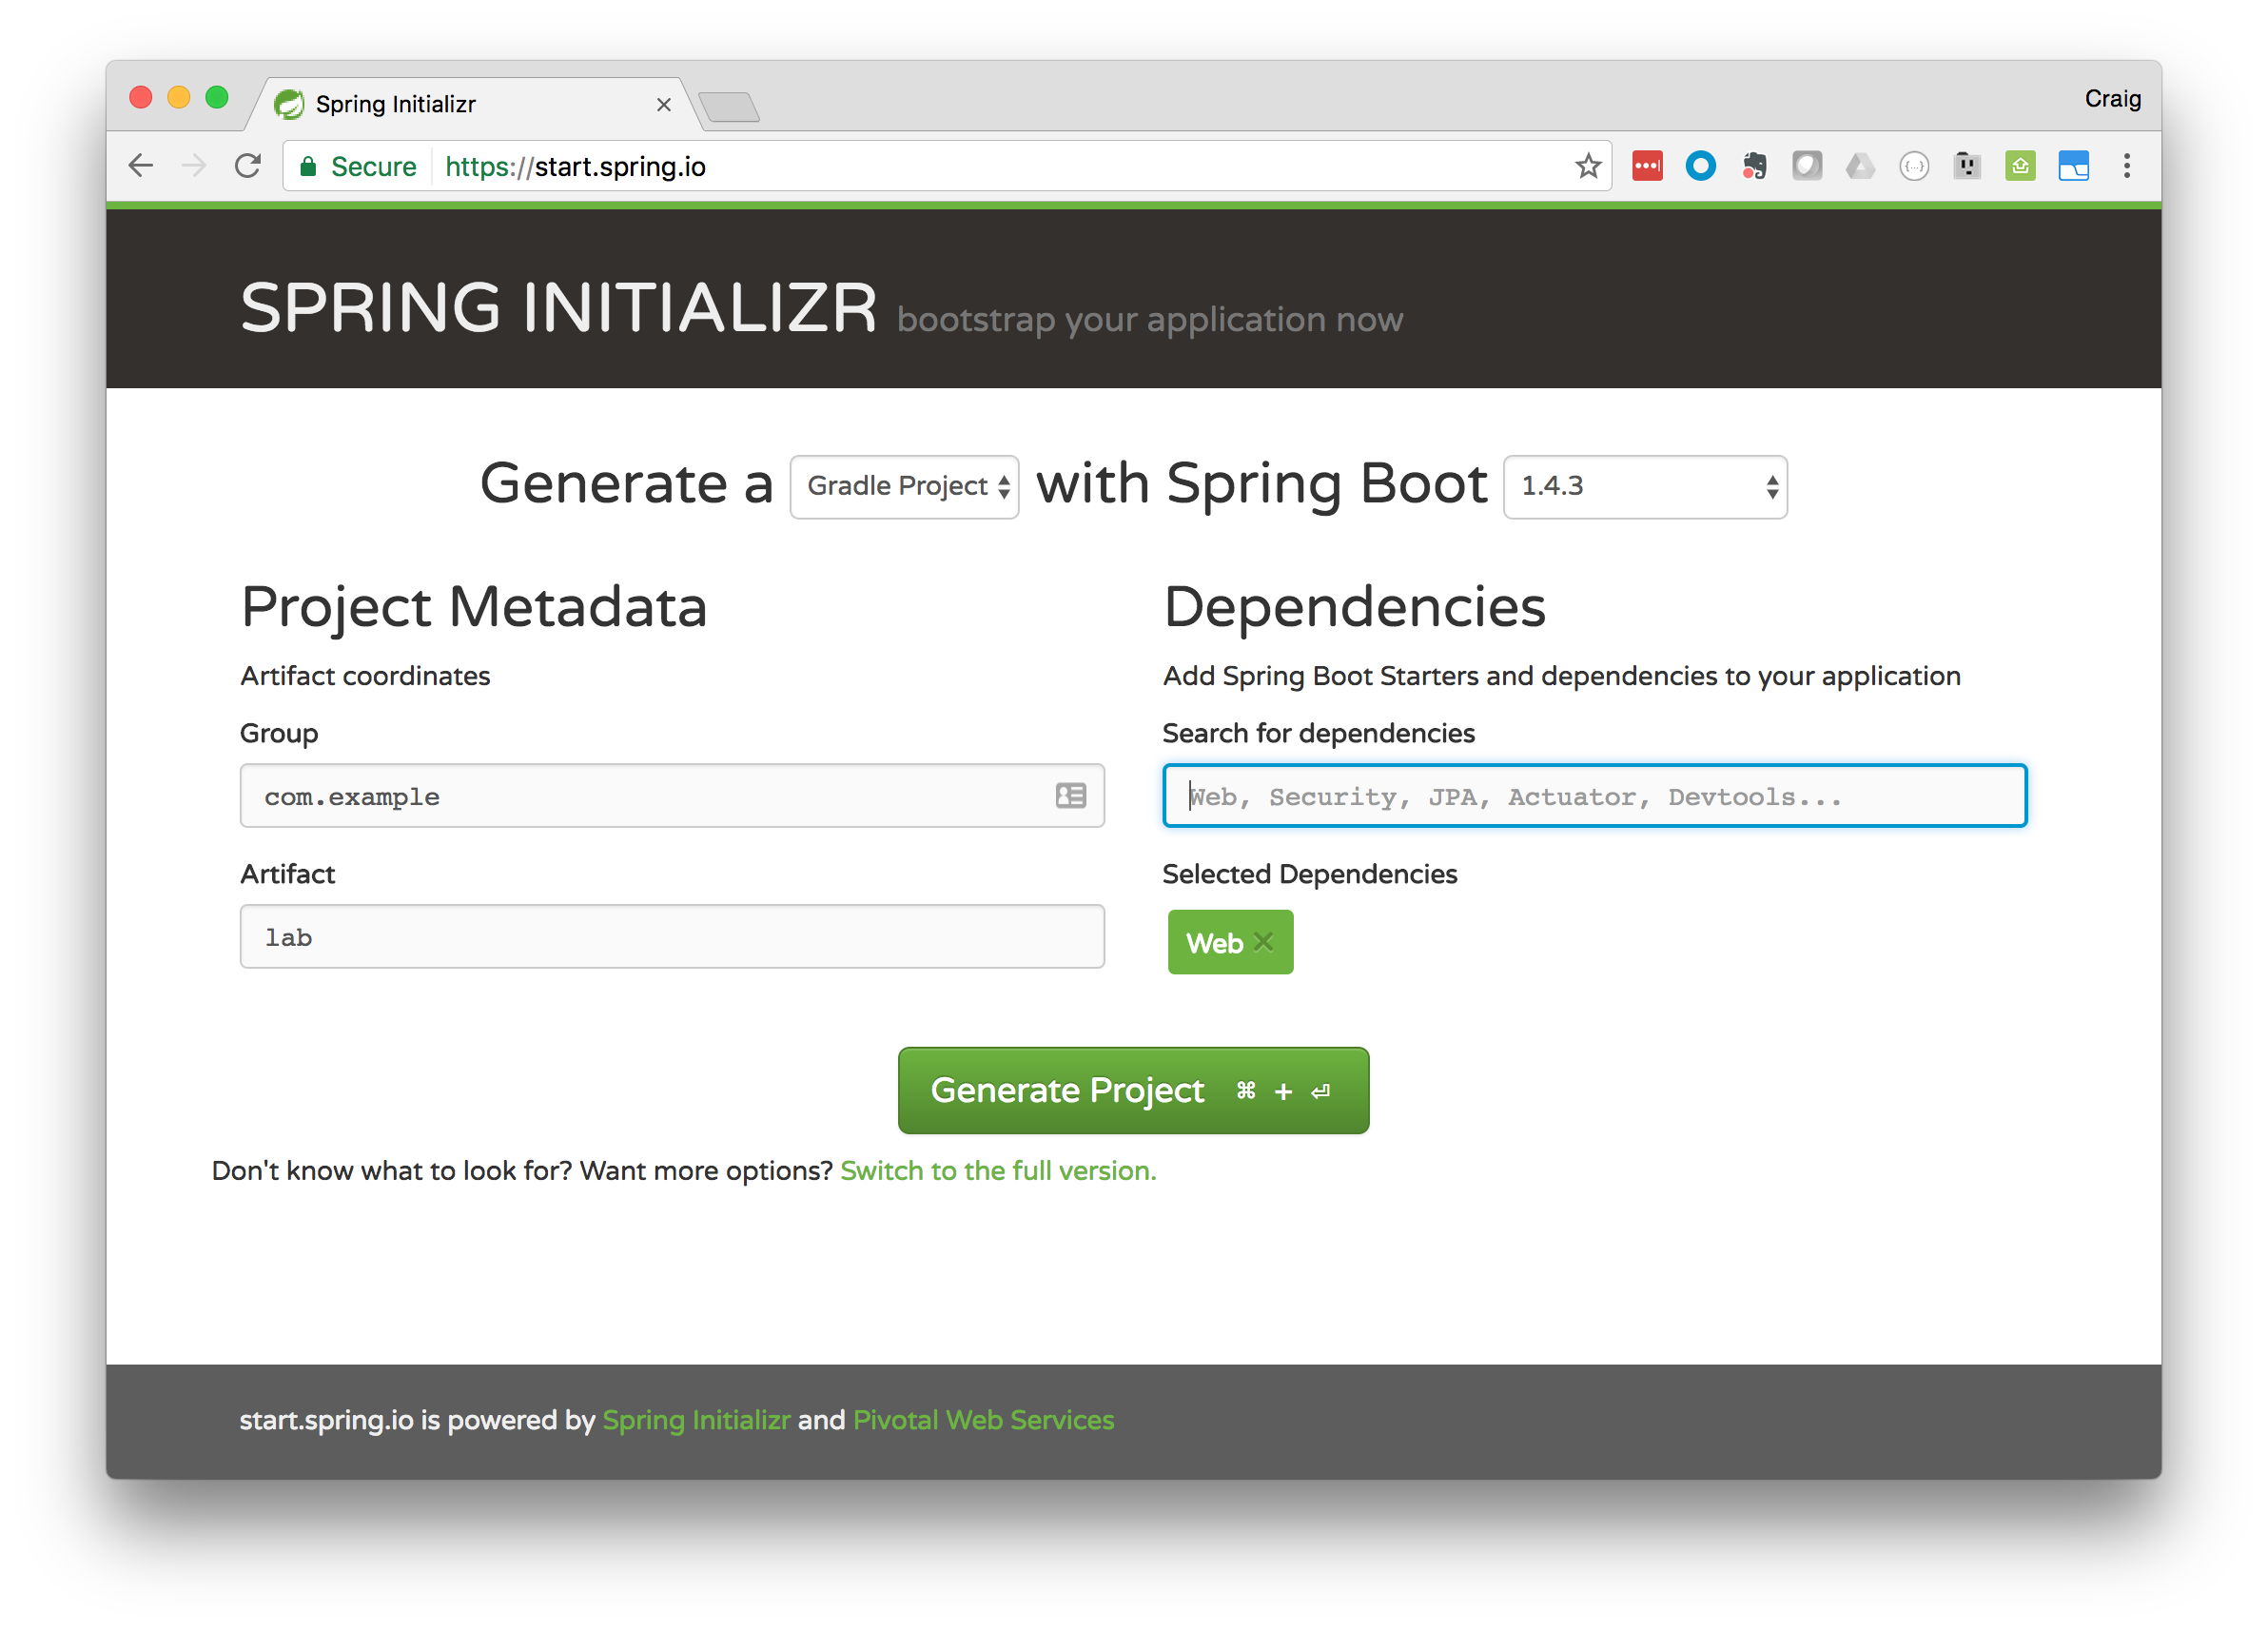 Spring Initializr
Craig
Secure https://start.spring.io
SPRING INITIALIZR bootstrap your application now
Generate a Gradle Project with Spring Boot 1.4.3
Project Metadata
Artifact coordinates
Group
com.example
Artifact
lab
Dependencies
Add Spring Boot Starters and dependencies to your application
Search for dependencies
Web, Security, JPA, Actuator, Devtools...
Selected Dependencies
Web
Generate Project ⌘ + ⏎
Don't know what to look for? Want more options? Switch to the full version.
start.spring.io is powered by Spring Initializr and Pivotal Web Services